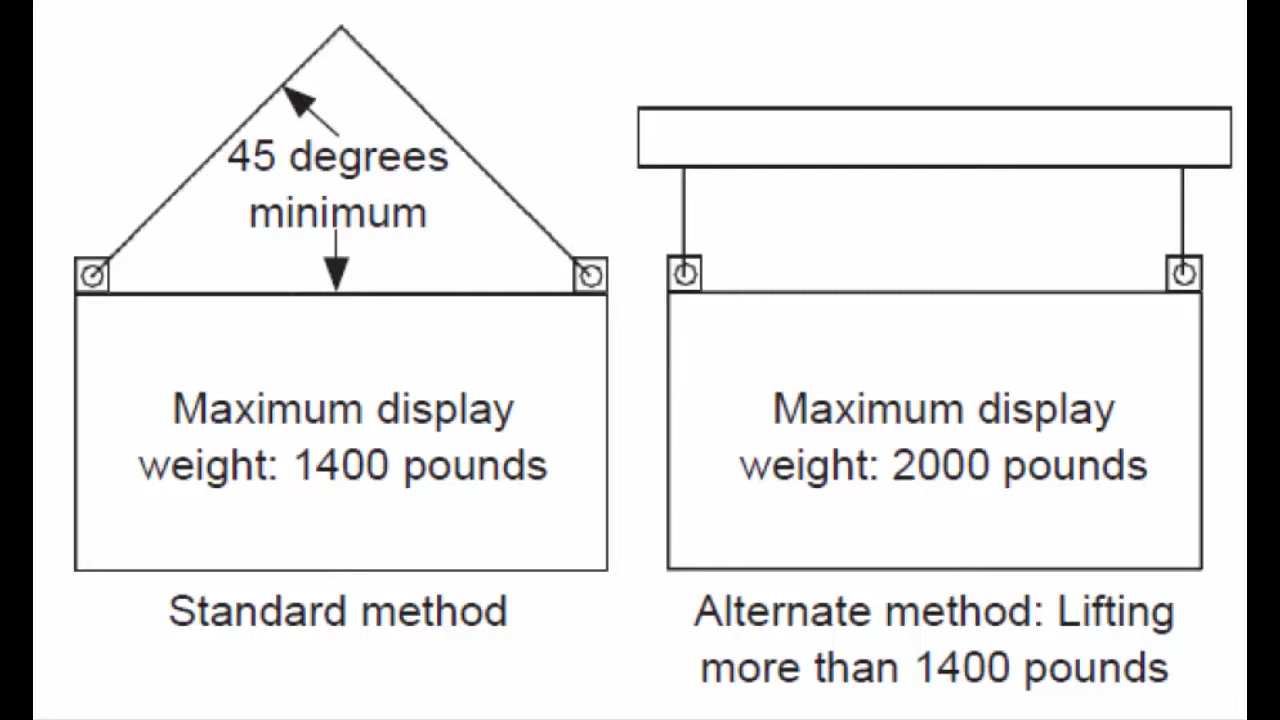 45 degrees
minimum
Maximum display
weight: 1400 pounds
Standard method
Maximum display
weight: 2000 pounds
Alternate method: Lifting
more than 1400 pounds